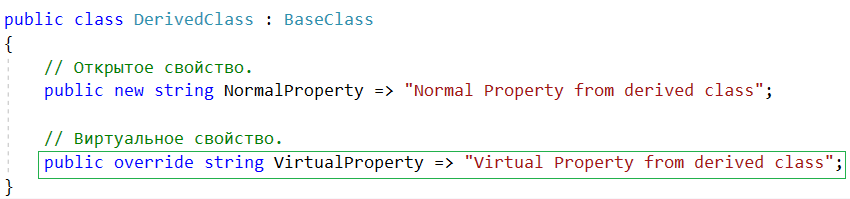 public class DerivedClass : BaseClass
{
    // Открытое свойство.
    public new string NormalProperty => "Normal Property from derived class";

    // Виртуальное свойство.
    public override string VirtualProperty => "Virtual Property from derived class";
}